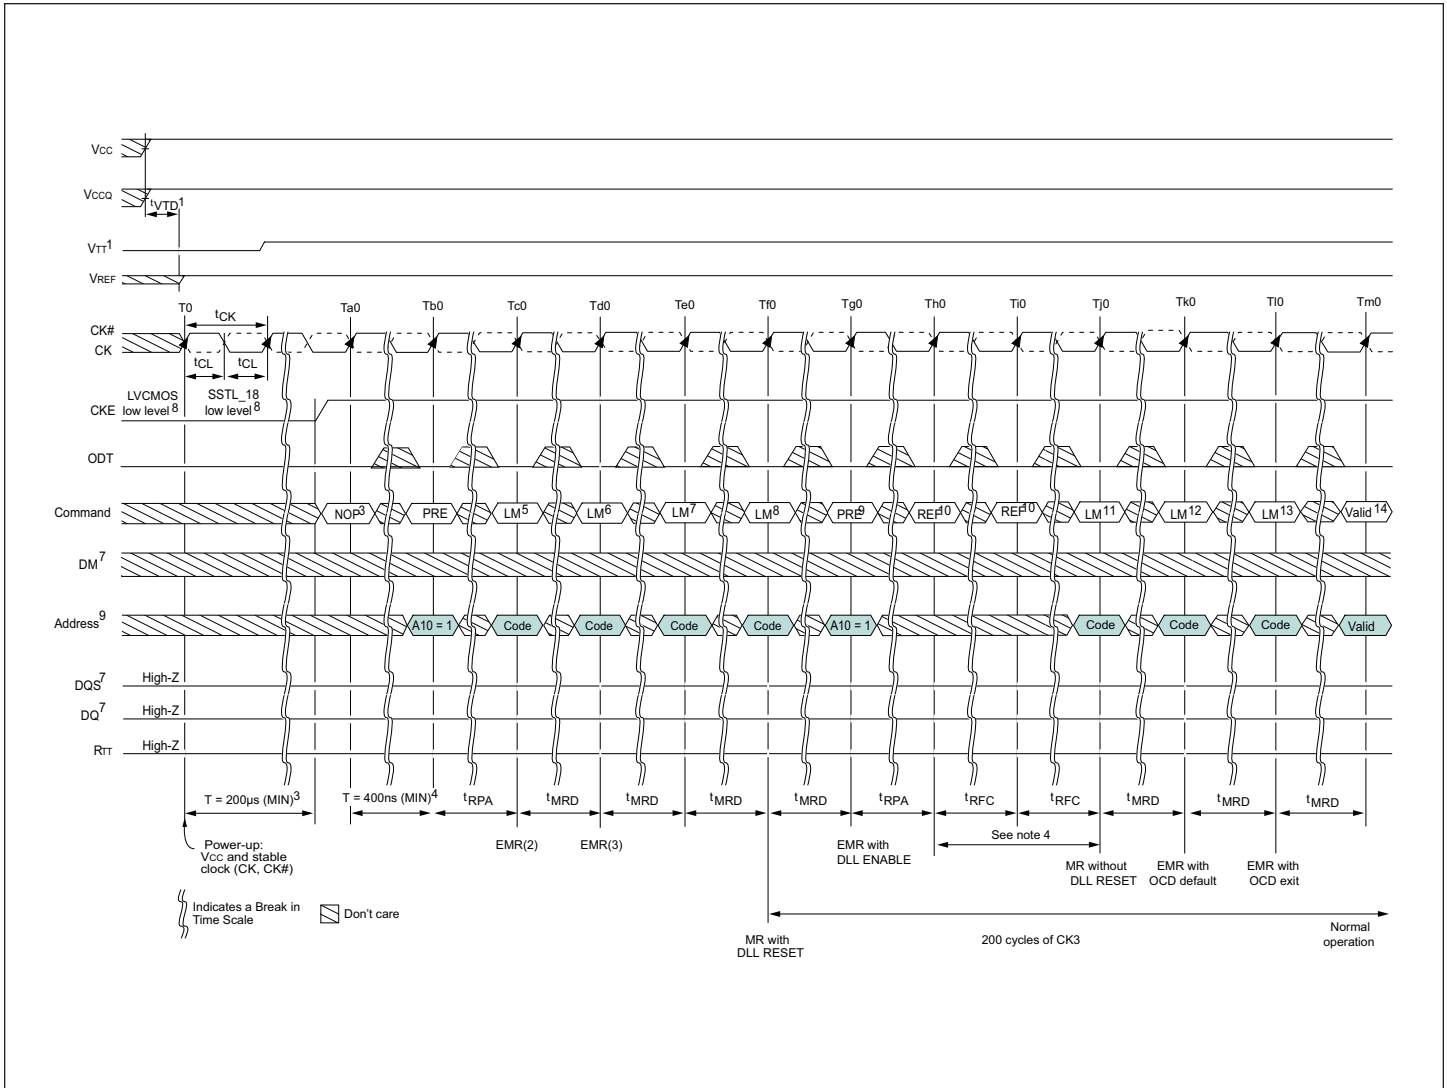 VCC
VCCQ
tVTD1
VTT1
VREF
T0 Ta0 Tb0 Tc0 Td0 Te0 Tf0 Tg0 Th0 Ti0 Tj0 Tk0 Tl0 Tm0
tCK
CK#
CK
tCL tCL
LVCMOS low level8
SSTL_18 low level8
CKE
ODT
Command NOP3 PRE LM5 LM6 LM7 LM8 PRE9 REF10 REF10 LM11 LM12 LM13 Valid14
DM7
Address9 A10 = 1 Code Code Code Code A10 = 1 Code Code Code Valid
DQS7 High-Z
DQ7 High-Z
RTT High-Z
T = 200µs (MIN)3 T = 400ns (MIN)4 tRPA tMRD tMRD tMRD tMRD tRPA tRFC tRFC tMRD tMRD tMRD
See note 4
Power-up:
VCC and stable
clock (CK, CK#)
EMR(2) EMR(3)
EMR with
DLL ENABLE
MR without
DLL RESET
EMR with
OCD default
EMR with
OCD exit
Indicates a Break in
Time Scale
Don't care
MR with
DLL RESET
200 cycles of CK3
Normal
operation